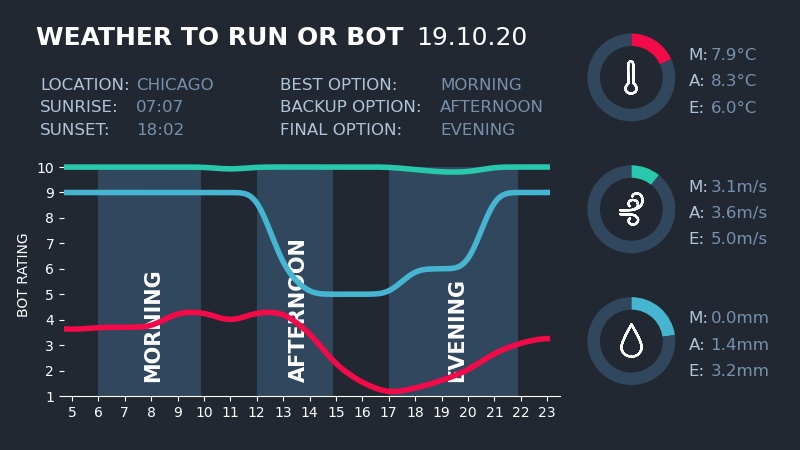 WEATHER TO RUN OR BOT 19.10.20
LOCATION: CHICAGO
SUNRISE: 07:07
SUNSET: 18:02
BEST OPTION: MORNING
BACKUP OPTION: AFTERNOON
FINAL OPTION: EVENING
M: 7.9°C
A: 8.3°C
E: 6.0°C
M: 3.1m/s
A: 3.6m/s
E: 5.0m/s
M: 0.0mm
A: 1.4mm
E: 3.2mm
BOT RATING
10
9
8
7
6
5
4
3
2
1
MORNING
AFTERNOON
EVENING
5 6 7 8 9 10 11 12 13 14 15 16 17 18 19 20 21 22 23